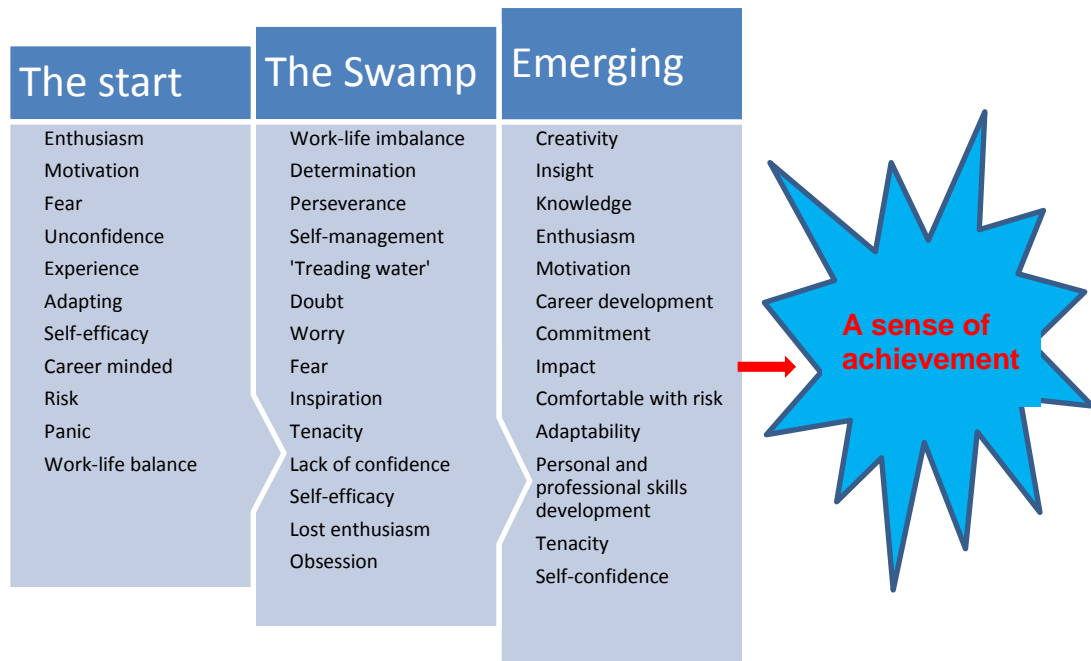 The start
Enthusiasm
Motivation
Fear
Unconfidence
Experience
Adapting
Self-efficacy
Career minded
Risk
Panic
Work-life balance
The Swamp
Work-life imbalance
Determination
Perseverance
Self-management
'Treading water'
Doubt
Worry
Fear
Inspiration
Tenacity
Lack of confidence
Self-efficacy
Lost enthusiasm
Obsession
Emerging
Creativity
Insight
Knowledge
Enthusiasm
Motivation
Career development
Commitment
Impact
Comfortable with risk
Adaptability
Personal and
professional skills
development
Tenacity
Self-confidence
A sense of
achievement